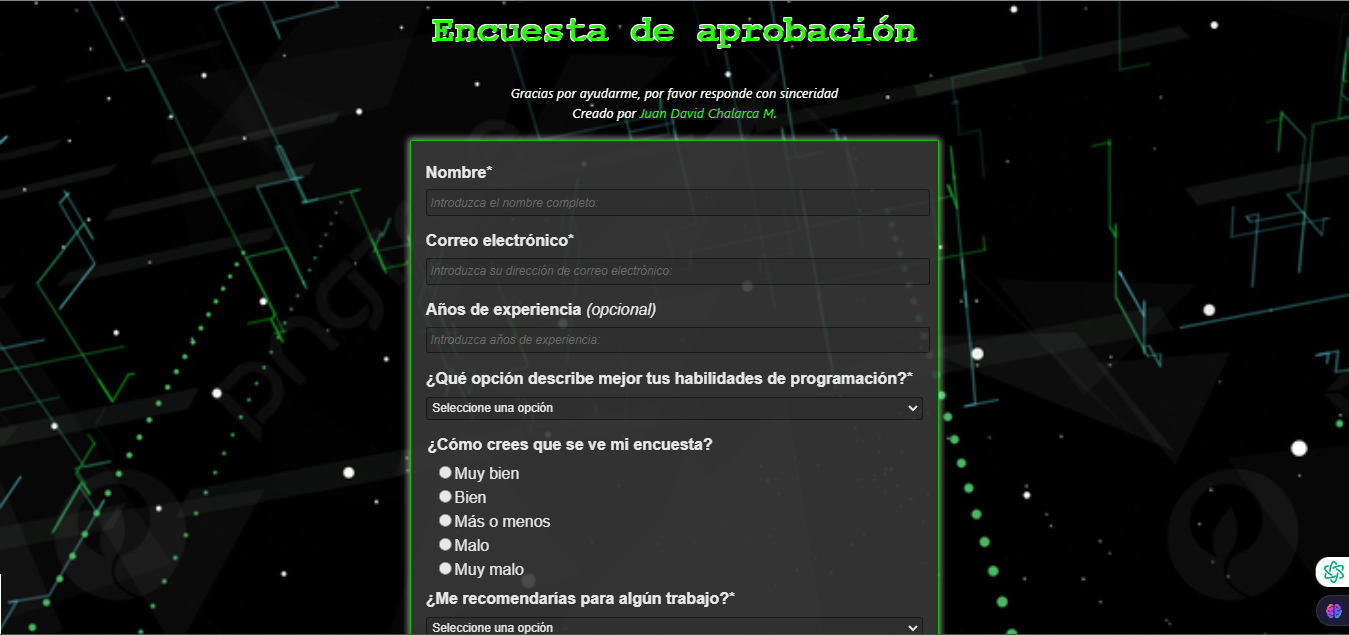 Encuesta de aprobación
Gracias por ayudarme, por favor responde con sinceridad
Creado por Juan David Chalarca M.
Nombre*
Introduzca el nombre completo:
Correo electrónico*
Introduzca su dirección de correo electrónico:
Años de experiencia (opcional)
Introduzca años de experiencia:
¿Qué opción describe mejor tus habilidades de programación?*
Seleccione una opción
¿Cómo crees que se ve mi encuesta?
Muy bien
Bien
Más o menos
Malo
Muy malo
¿Me recomendarías para algún trabajo?*
Seleccione una opción